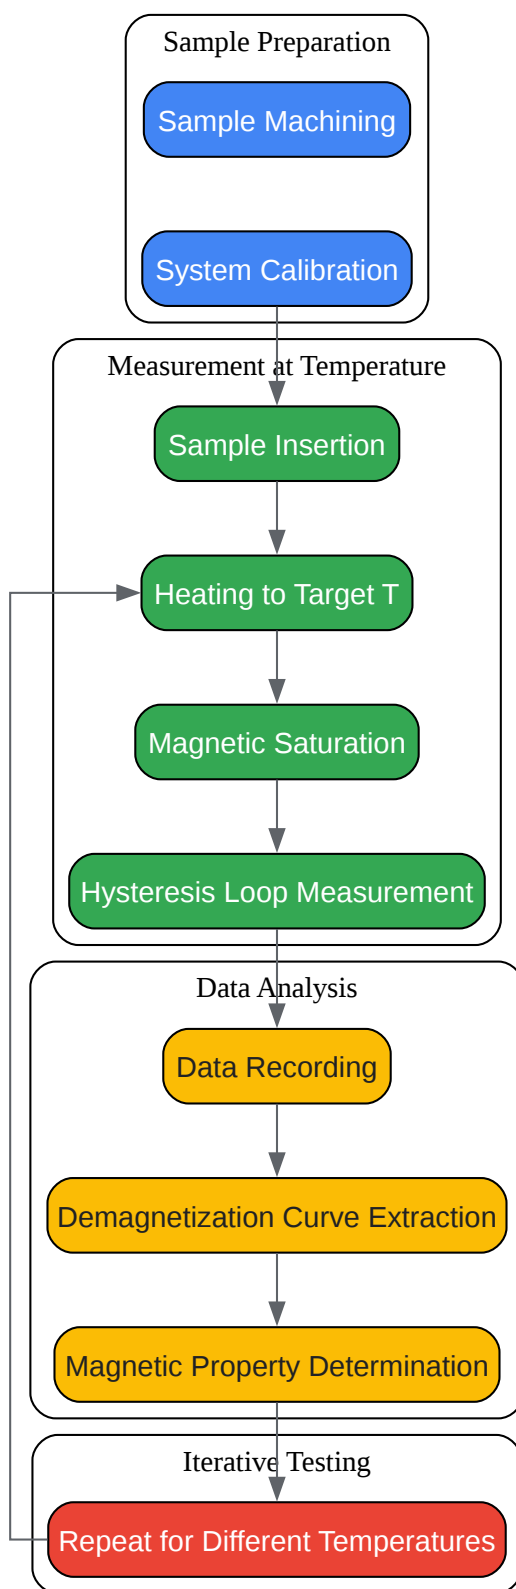 Sample Preparation
Sample Machining
System Calibration
Measurement at Temperature
Sample Insertion
Heating to Target T
Magnetic Saturation
Hysteresis Loop Measurement
Data Analysis
Data Recording
Demagnetization Curve Extraction
Magnetic Property Determination
Iterative Testing
Repeat for Different Temperatures